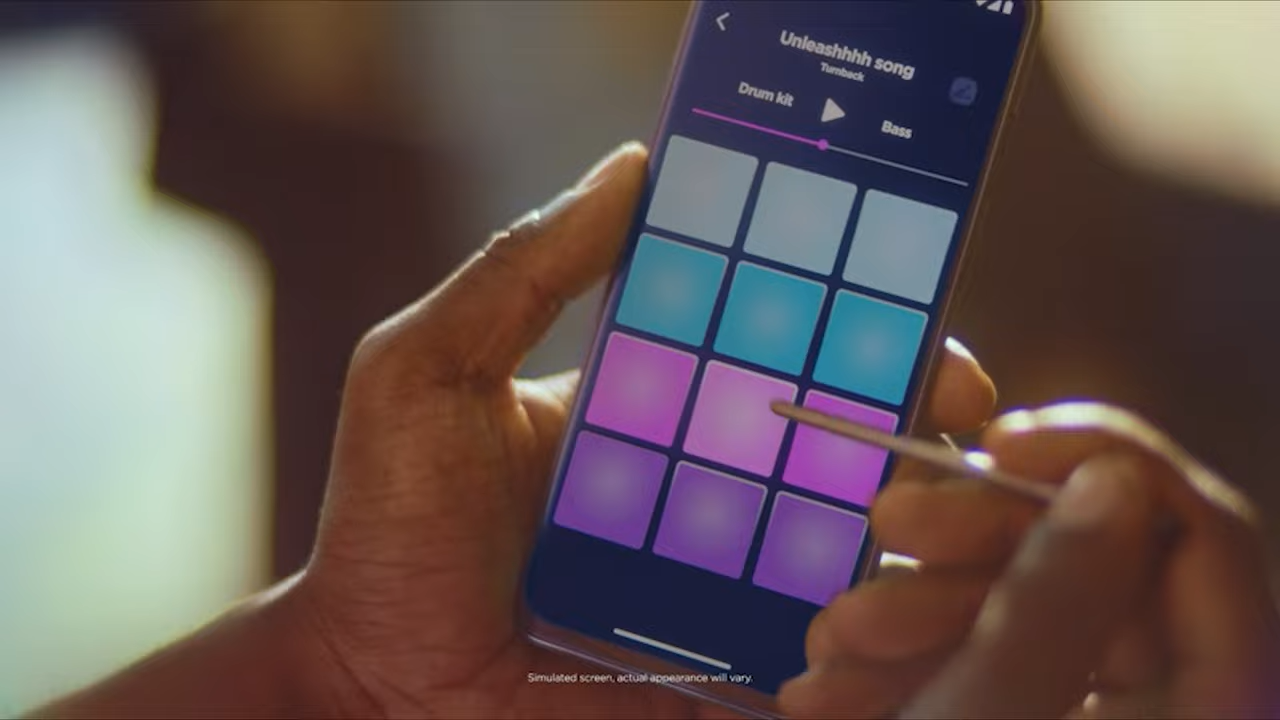 Unleashhhh song
Turnback
Drum kit
Bass
Simulated screen, actual appearance will vary.